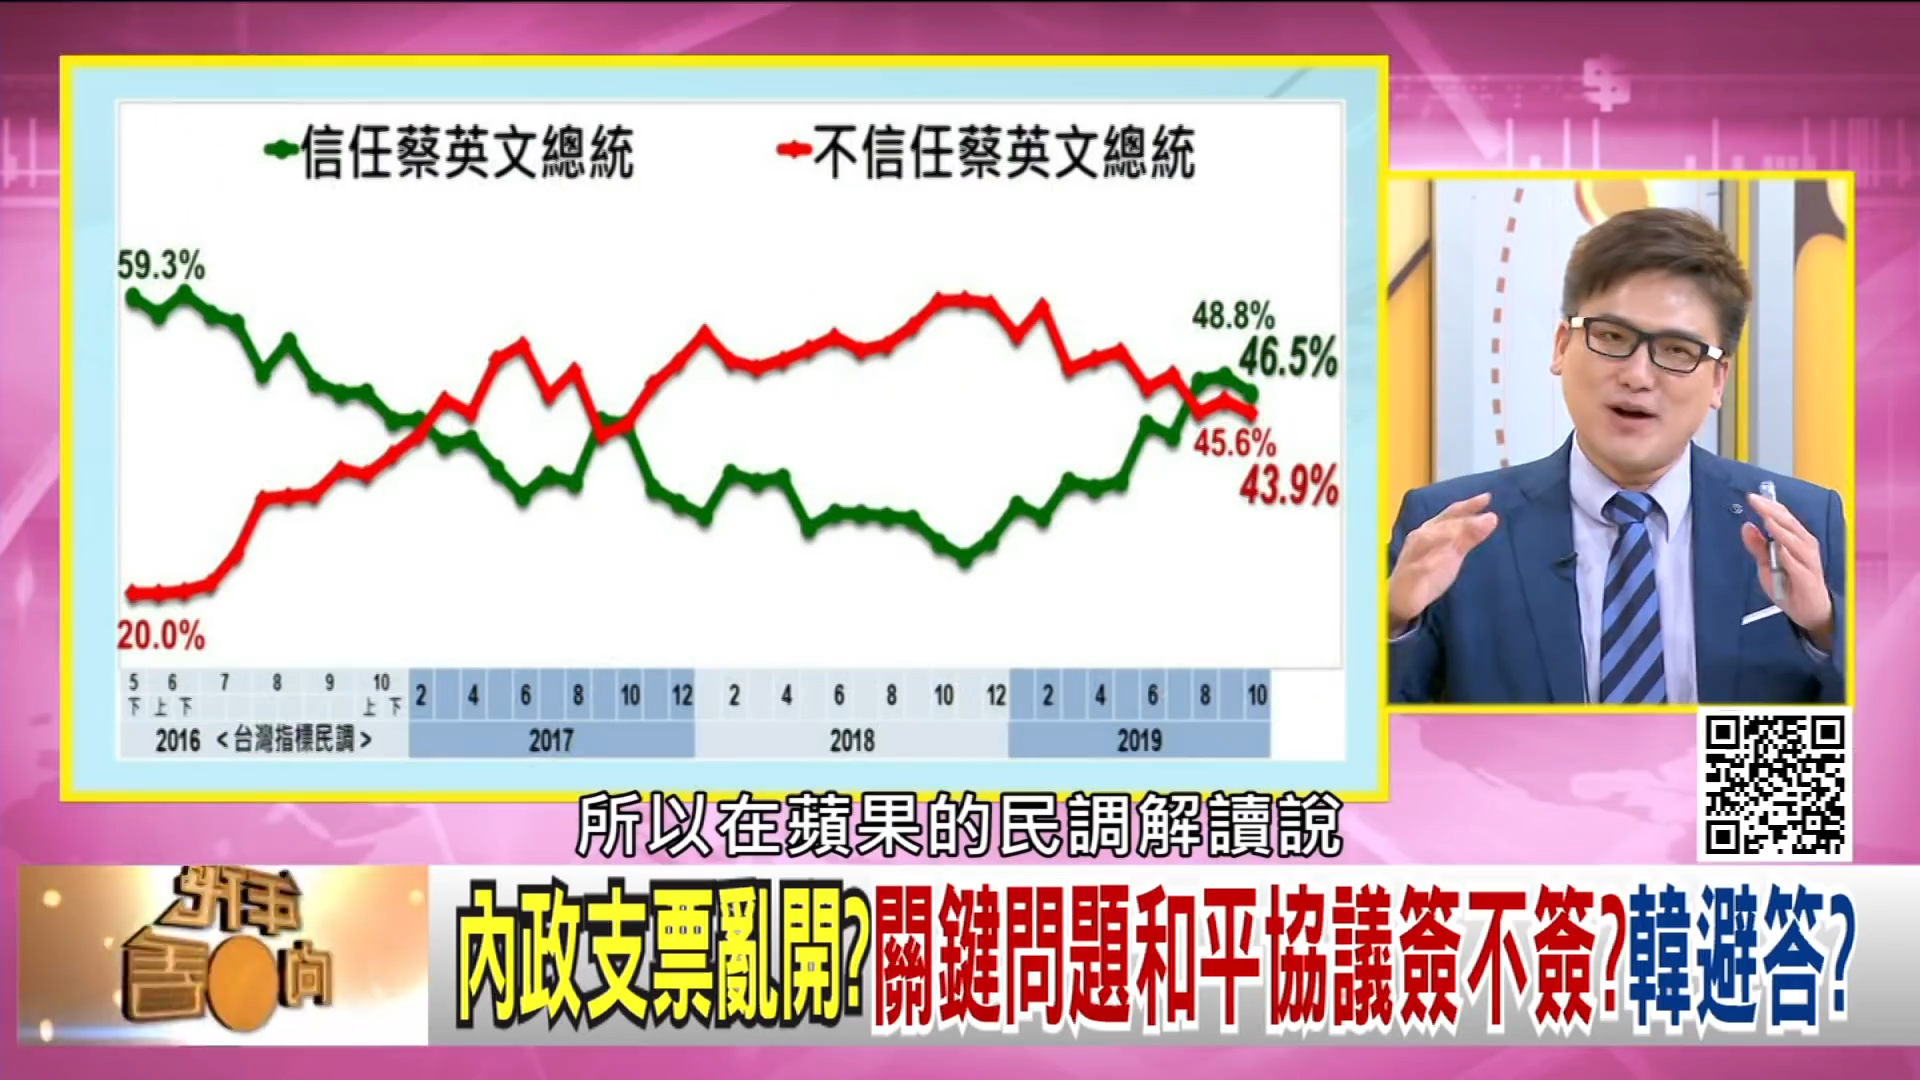 信任蔡英文總統
不信任蔡英文總統
59.3%
48.8%
46.5%
45.6%
43.9%
20.0%
5 6 7 8 9 10 2 4 6 8 10 12 2 4 6 8 10 12 2 4 6 8 10
下 上 下 上 下
2016 <台灣指標民調> 2017 2018 2019
所以在蘋果的民調解讀說
內政支票亂開?關鍵問題和平協議簽不簽?韓避答?